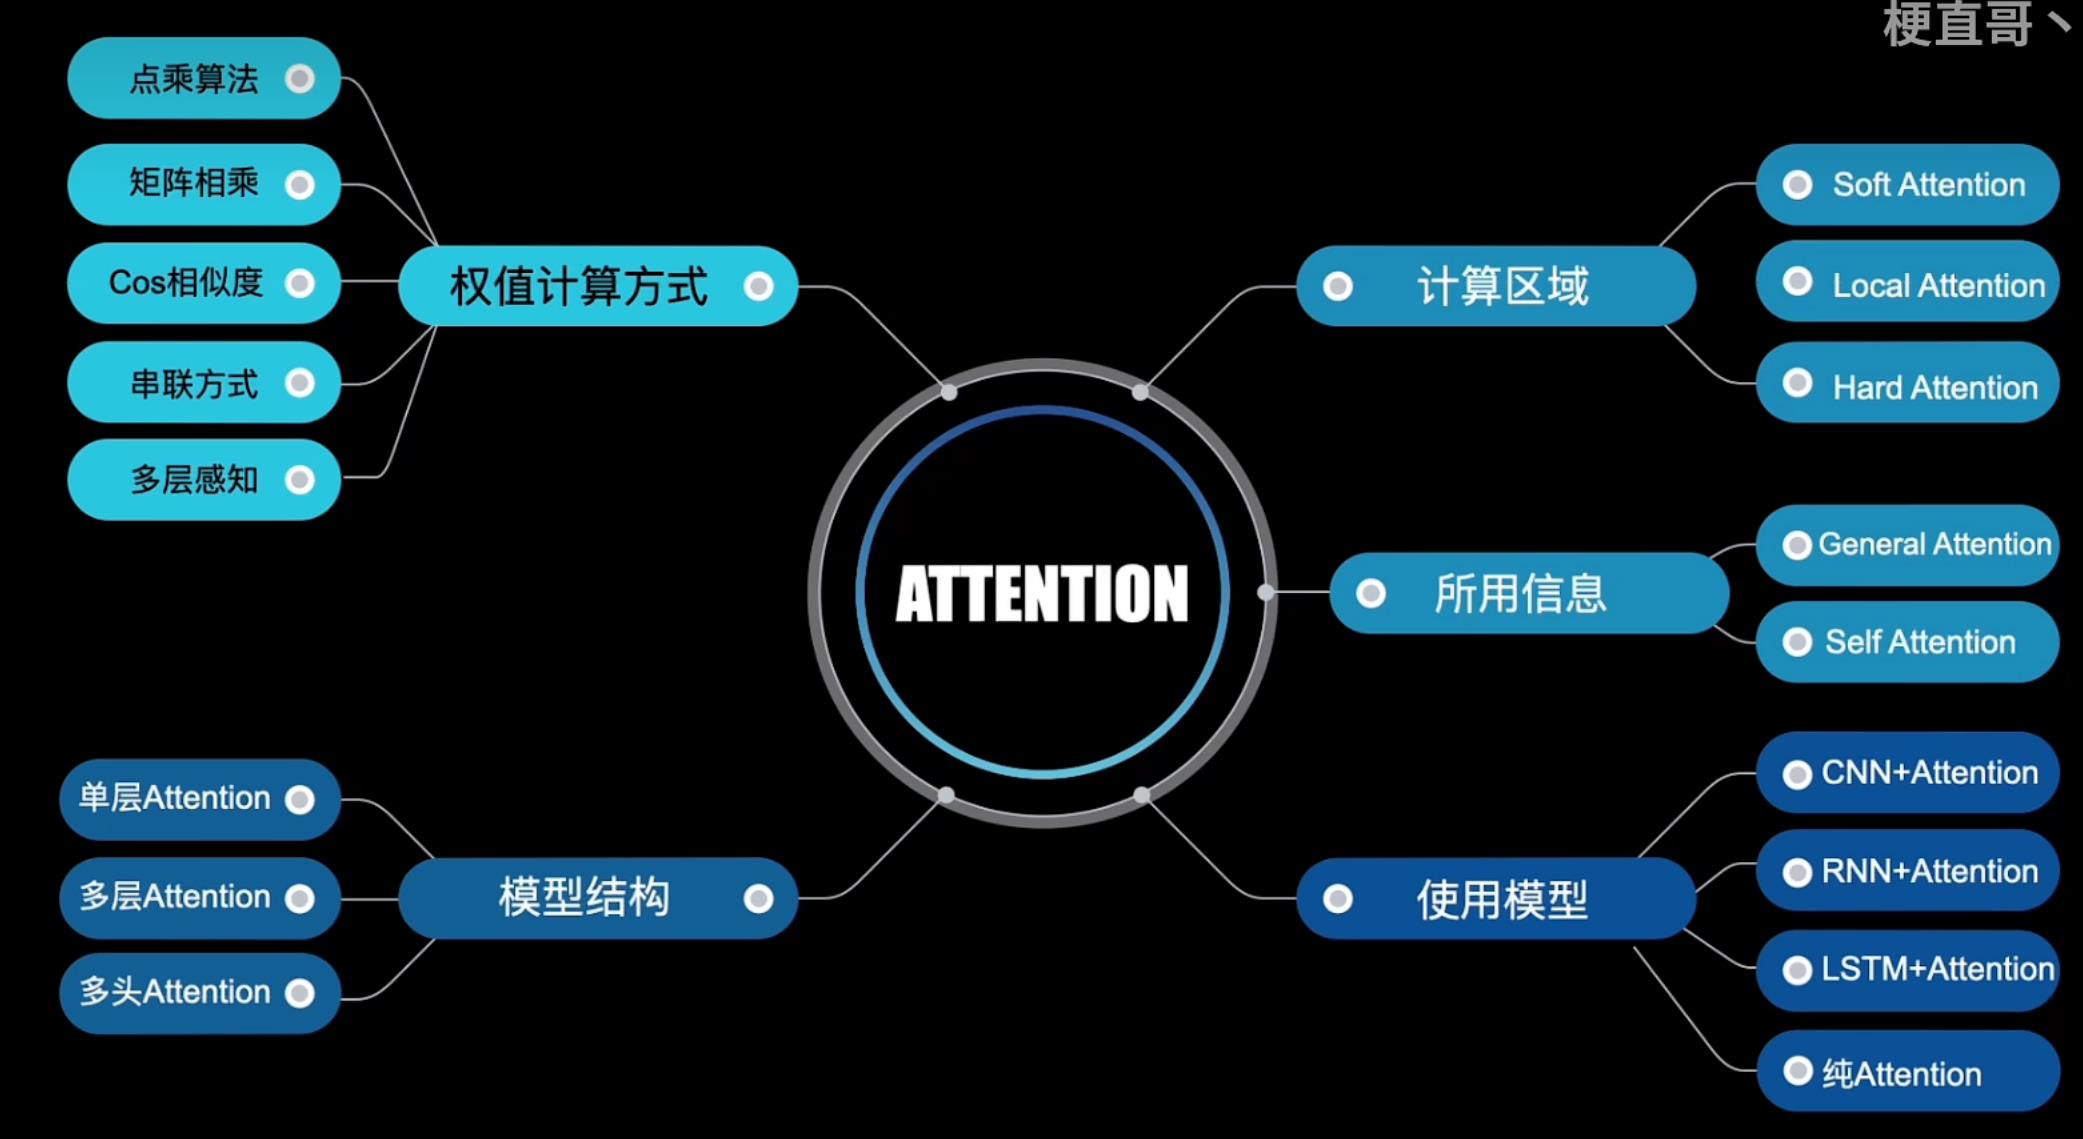 梗直哥丶
点乘算法
矩阵相乘
Cos相似度
串联方式
多层感知
权值计算方式
计算区域
Soft Attention
Local Attention
Hard Attention
ATTENTION
所用信息
General Attention
Self Attention
单层Attention
多层Attention
多头Attention
模型结构
使用模型
CNN+Attention
RNN+Attention
LSTM+Attention
纯Attention